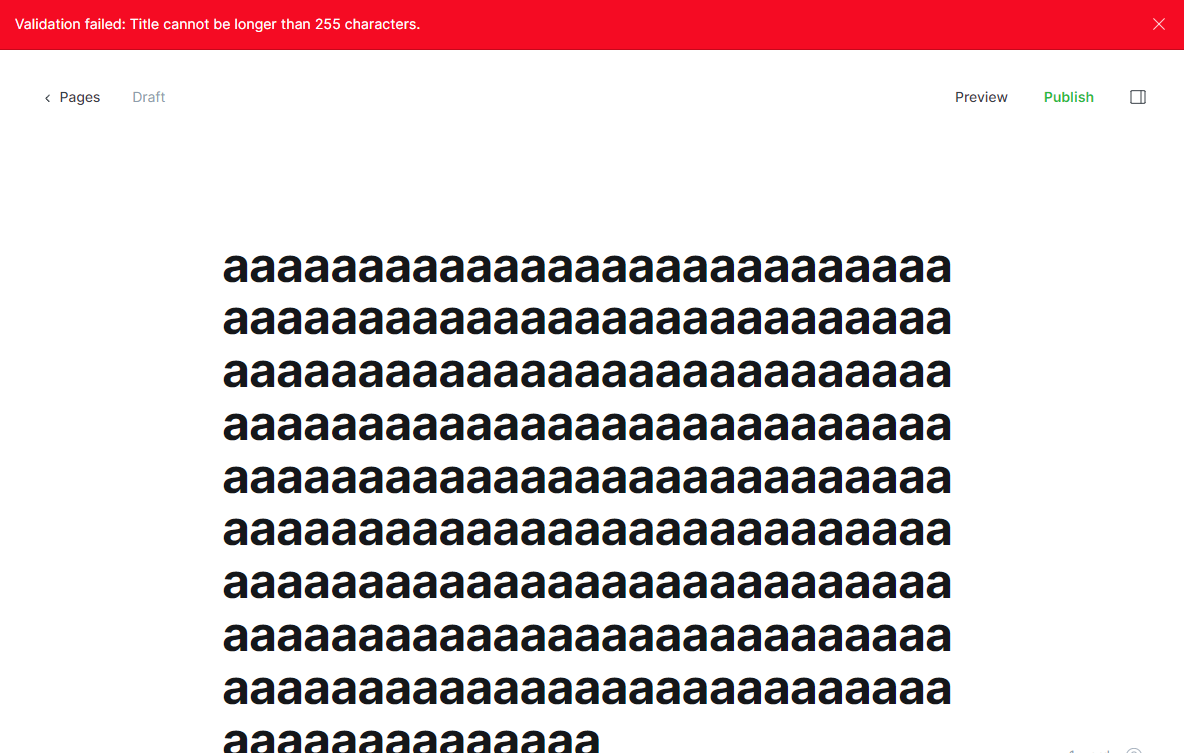 Validation failed: Title cannot be longer than 255 characters.
Pages Draft Preview Publish
aaaaaaaaaaaaaaaaaaaaaaaaaaa
aaaaaaaaaaaaaaaaaaaaaaaaaaa
aaaaaaaaaaaaaaaaaaaaaaaaaaa
aaaaaaaaaaaaaaaaaaaaaaaaaaa
aaaaaaaaaaaaaaaaaaaaaaaaaaa
aaaaaaaaaaaaaaaaaaaaaaaaaaa
aaaaaaaaaaaaaaaaaaaaaaaaaaa
aaaaaaaaaaaaaaaaaaaaaaaaaaa
aaaaaaaaaaaaaaaaaaaaaaaaaaa
aaaaaaaaaaaaaa